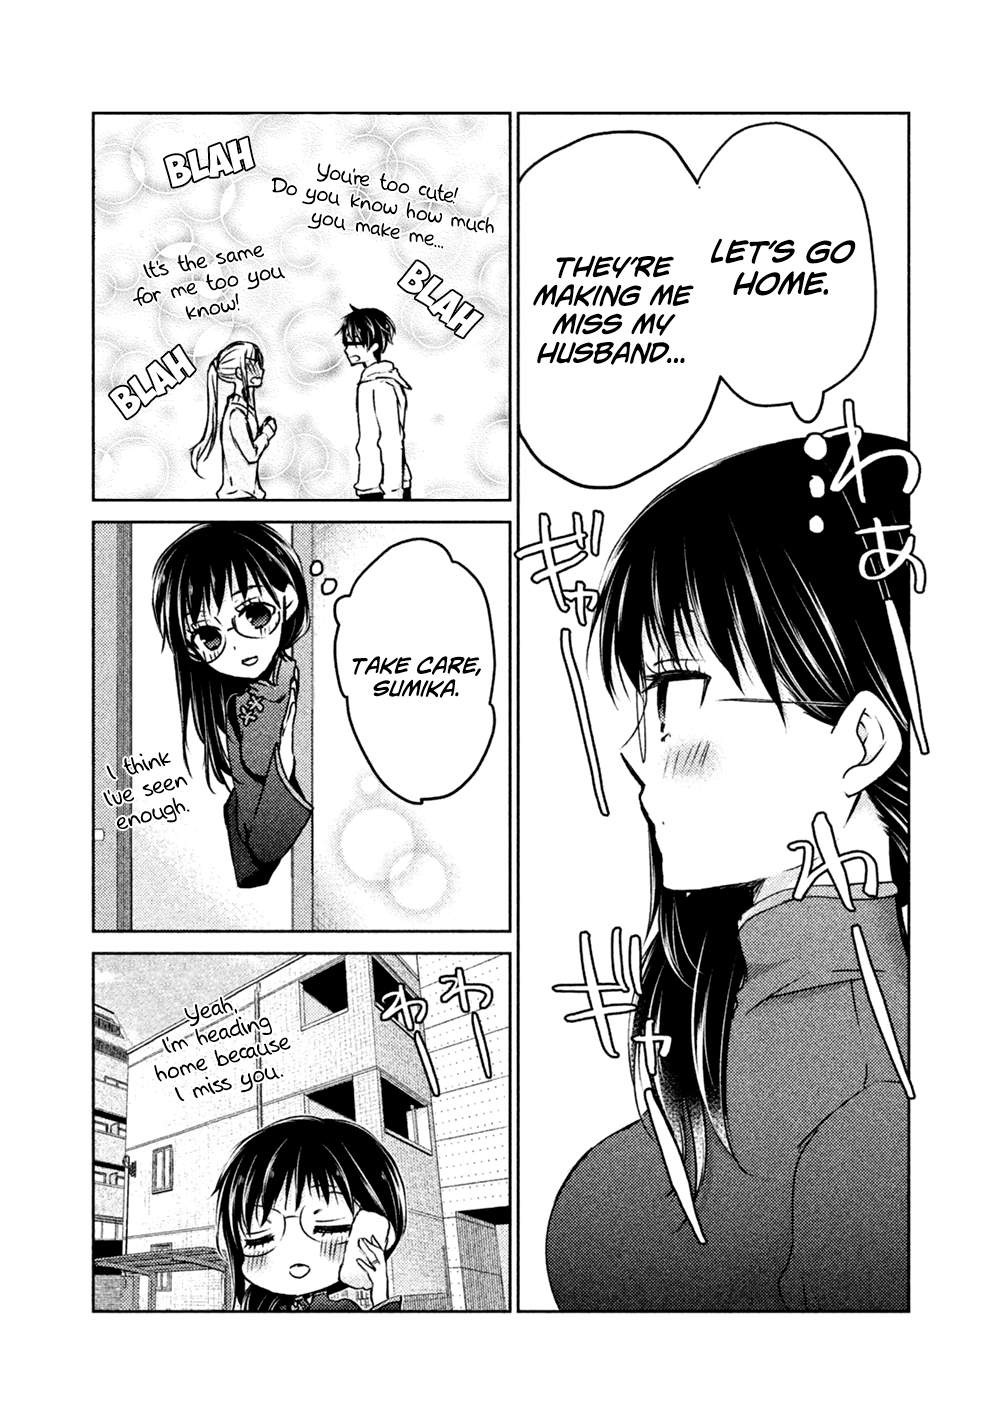 LET'S GO
HOME.
THEY'RE
MAKING ME
MISS MY
HUSBAND...
わー
ぎゃー
あー
わー
ぎゃー
BLAH
You're too cute!
Do you know how much
you make me...
It's the same
for me too you
know!
BLAH
BLAH
TAKE CARE,
SUMIKA.
I think
I've seen
enough.
わー
わー
Yeah,
I'm heading
home because
I miss you.